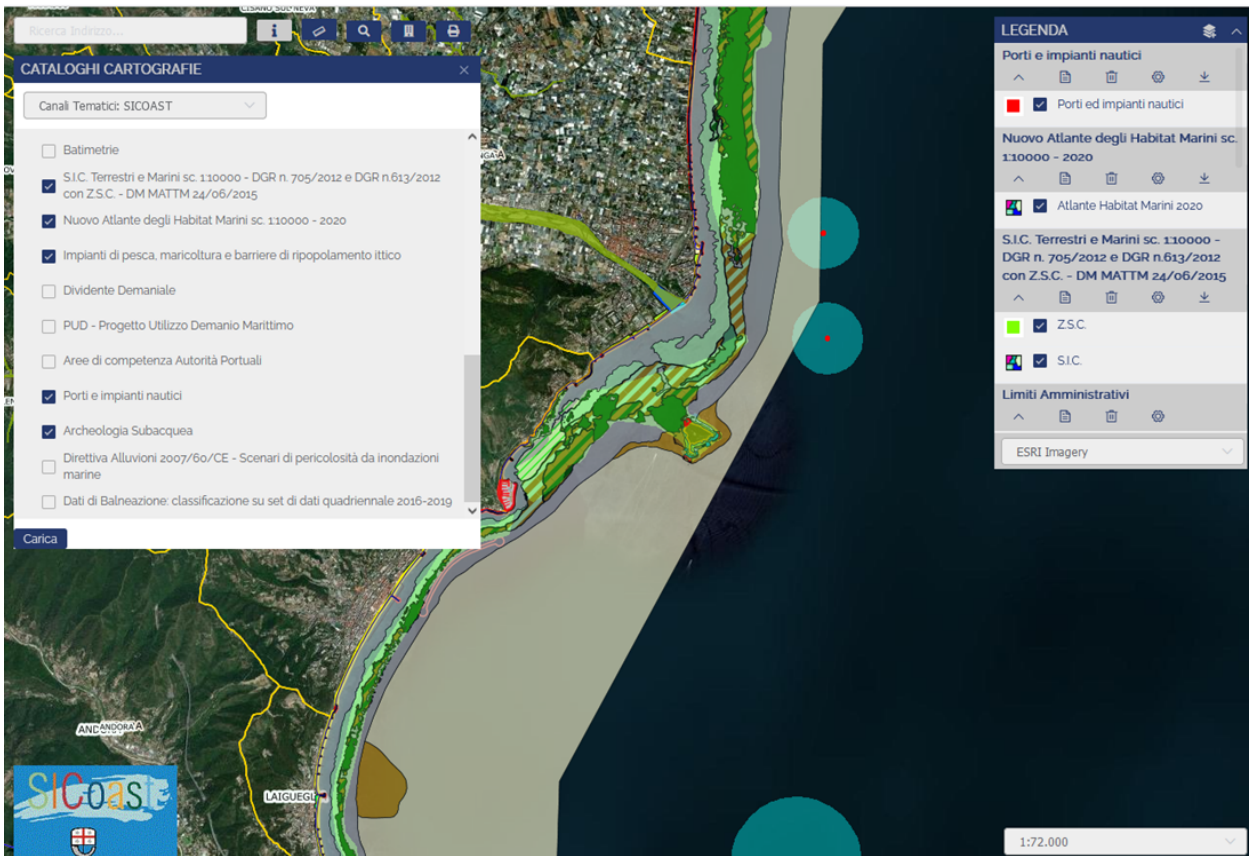 CISANO SUL NEVA
Ricerca Indirizzo...
CATALOGHI CARTOGRAFIE
Canali Tematici: SICOAST
Batimetrie
S.I.C. Terrestri e Marini sc. 1:10000 - DGR n. 705/2012 e DGR n.613/2012
con Z.S.C. - DM MATTM 24/06/2015
Nuovo Atlante degli Habitat Marini sc. 1:10000 - 2020
Impianti di pesca, maricoltura e barriere di ripopolamento ittico
Dividente Demaniale
PUD - Progetto Utilizzo Demanio Marittimo
Aree di competenza Autorità Portuali
Porti e impianti nautici
Archeologia Subacquea
Direttiva Alluvioni 2007/60/CE - Scenari di pericolosità da inondazioni
marine
Dati di Balneazione: classificazione su set di dati quadriennale 2016-2019
Carica
LEGENDA
Porti e impianti nautici
Porti ed impianti nautici
Nuovo Atlante degli Habitat Marini sc.
1:10000 - 2020
Atlante Habitat Marini 2020
S.I.C. Terrestri e Marini sc. 1:10000 -
DGR n. 705/2012 e DGR n.613/2012
con Z.S.C. - DM MATTM 24/06/2015
Z.S.C.
S.I.C.
Limiti Amministrativi
ESRI Imagery
NGA
ANDORA
LAIGUEGL
SICoast
1:72.000